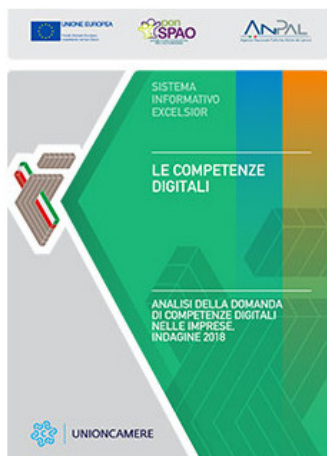 UNIONE EUROPEA
pon
SPAO
ANPAL
SISTEMA
INFORMATIVO
EXCELSIOR
LE COMPETENZE
DIGITALI
ANALISI DELLA DOMANDA
DI COMPETENZE DIGITALI
NELLE IMPRESE,
INDAGINE 2018
UNIONCAMERE